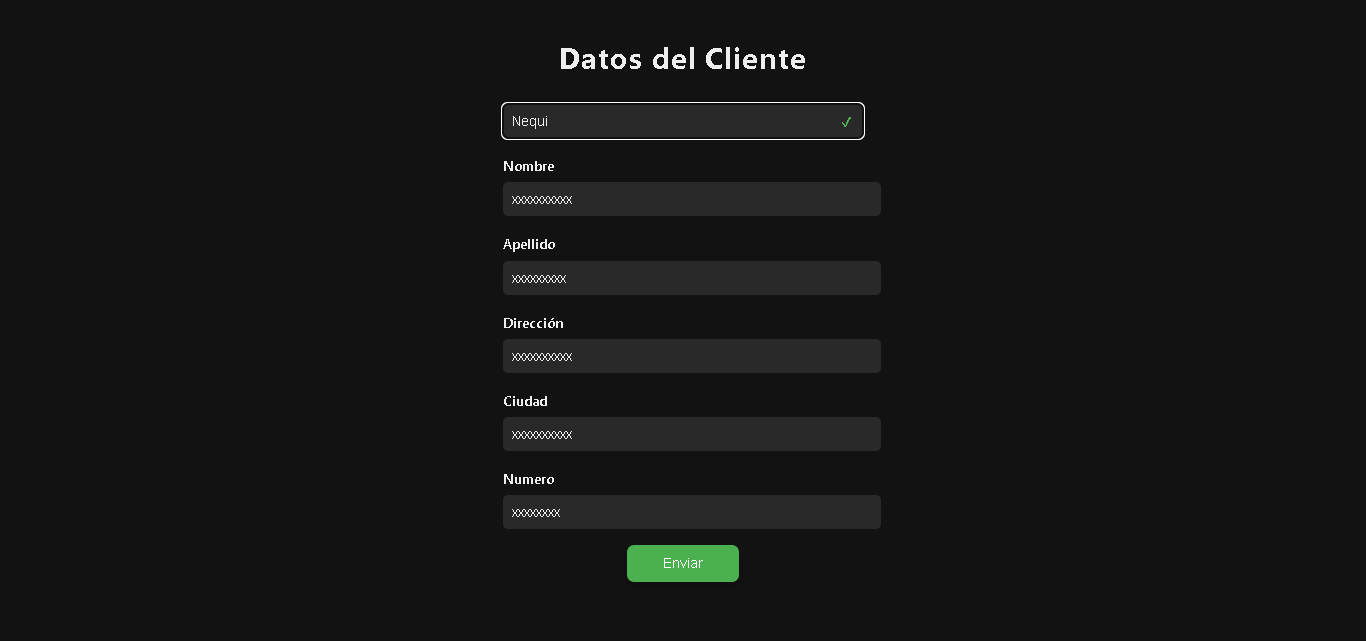 Datos del Cliente
Nequi
Nombre
xxxxxxxxxx
Apellido
xxxxxxxxx
Dirección
xxxxxxxxxx
Ciudad
xxxxxxxxxx
Numero
xxxxxxxx
Enviar